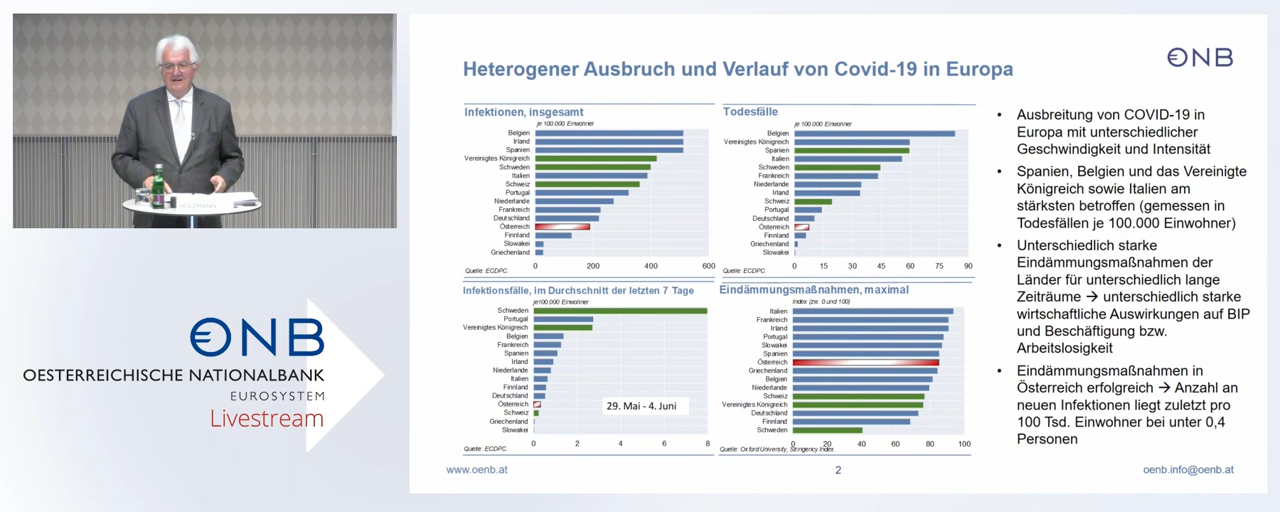 HOLZMANN
€NB
OESTERREICHISCHE NATIONALBANK
EUROSYSTEM
Livestream
€NB
Heterogener Ausbruch und Verlauf von Covid-19 in Europa
Infektionen, insgesamt
je 100.000 Einwohner
Belgien
Irland
Spanien
Vereinigtes Königreich
Schweden
Italien
Schweiz
Portugal
Niederlande
Frankreich
Deutschland
Österreich
Finnland
Slowakei
Griechenland
0 200 400 600
Quelle: ECDPC.
Todesfälle
je 100.000 Einwohner
Belgien
Vereinigtes Königreich
Spanien
Italien
Schweden
Frankreich
Niederlande
Irland
Schweiz
Portugal
Deutschland
Österreich
Finnland
Griechenland
Slowakei
0 15 30 45 60 75 90
Quelle: ECDPC.
Infektionsfälle, im Durchschnitt der letzten 7 Tage
je100.000 Einwohner
Schweden
Portugal
Vereinigtes Königreich
Belgien
Frankreich
Spanien
Irland
Niederlande
Italien
Finnland
Deutschland
Österreich
Schweiz
Griechenland
Slowakei
29. Mai - 4. Juni
0 2 4 6 8
Quelle: ECDPC.
Eindämmungsmaßnahmen, maximal
Index (zw. 0 und 100)
Italien
Frankreich
Irland
Portugal
Slowakei
Spanien
Österreich
Griechenland
Belgien
Niederlande
Schweiz
Vereinigtes Königreich
Deutschland
Finnland
Schweden
0 20 40 60 80 100
Quelle: Oxford University, Stringency Index.
• Ausbreitung von COVID-19 in
Europa mit unterschiedlicher
Geschwindigkeit und Intensität
• Spanien, Belgien und das Vereinigte
Königreich sowie Italien am
stärksten betroffen (gemessen in
Todesfällen je 100.000 Einwohner)
• Unterschiedlich starke
Eindämmungsmaßnahmen der
Länder für unterschiedlich lange
Zeiträume → unterschiedlich starke
wirtschaftliche Auswirkungen auf BIP
und Beschäftigung bzw.
Arbeitslosigkeit
• Eindämmungsmaßnahmen in
Österreich erfolgreich → Anzahl an
neuen Infektionen liegt zuletzt pro
100 Tsd. Einwohner bei unter 0,4
Personen
www.oenb.at
2
oenb.info@oenb.at